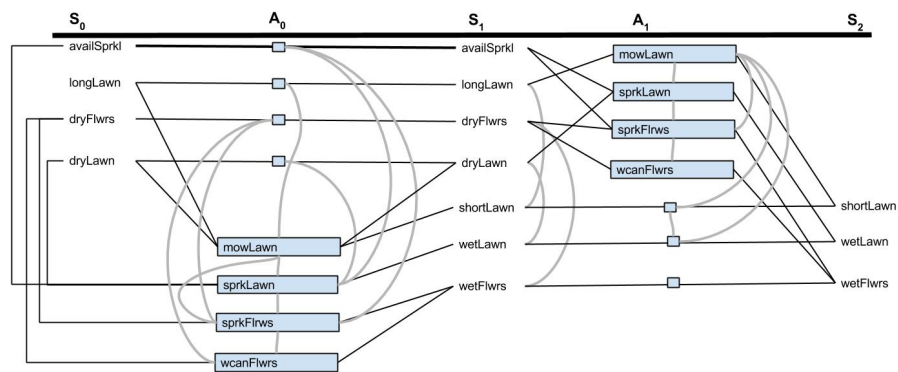 S0 A0 S1 A1 S2
availSprkl availSprkl mowLawn
longLawn longLawn sprkLawn
dryFlwrs dryFlwrs sprkFlrws
dryLawn dryLawn wcanFlwrs
shortLawn shortLawn
mowLawn wetLawn wetLawn
sprkLawn wetFlwrs wetFlwrs
sprkFlrws
wcanFlwrs